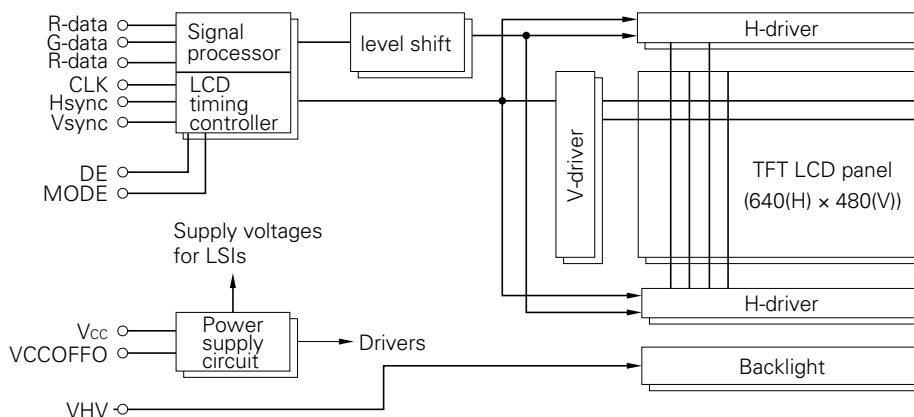 R-data
G-data
R-data
CLK
Hsync
Vsync
DE
MODE
Signal
processor
LCD
timing
controller
level shift
H-driver
V-driver
TFT LCD panel
(640(H) × 480(V))
H-driver
Supply voltages
for LSIs
Vcc
VCCOFFO
Power
supply
circuit
Drivers
Backlight
VHV